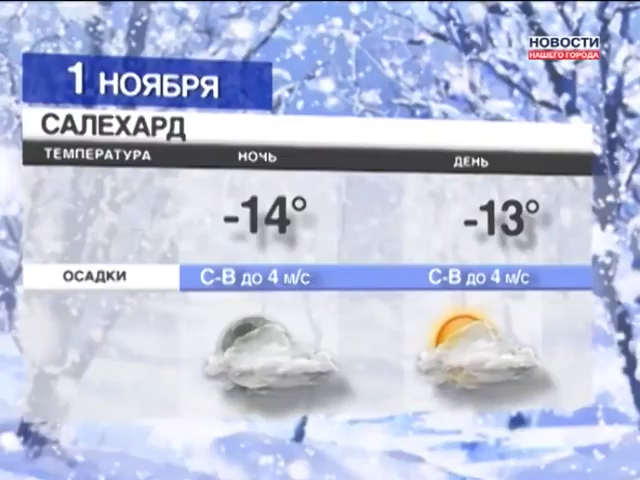 НОВОСТИ
НАШЕГО ГОРОДА
1 НОЯБРЯ
САЛЕХАРД
ТЕМПЕРАТУРА НОЧЬ ДЕНЬ
-14° -13°
ОСАДКИ С-В ДО 4 М/С С-В ДО 4 М/С